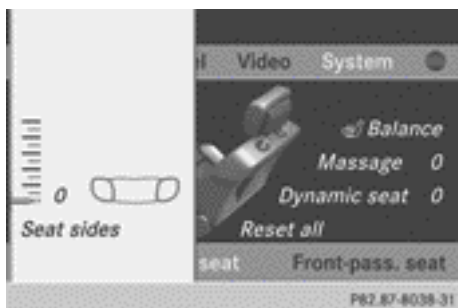 Video System
Balance
Massage 0
0
Dynamic seat 0
Seat sides
Reset all
seat
Front-pass. seat
P82.87-8038-31